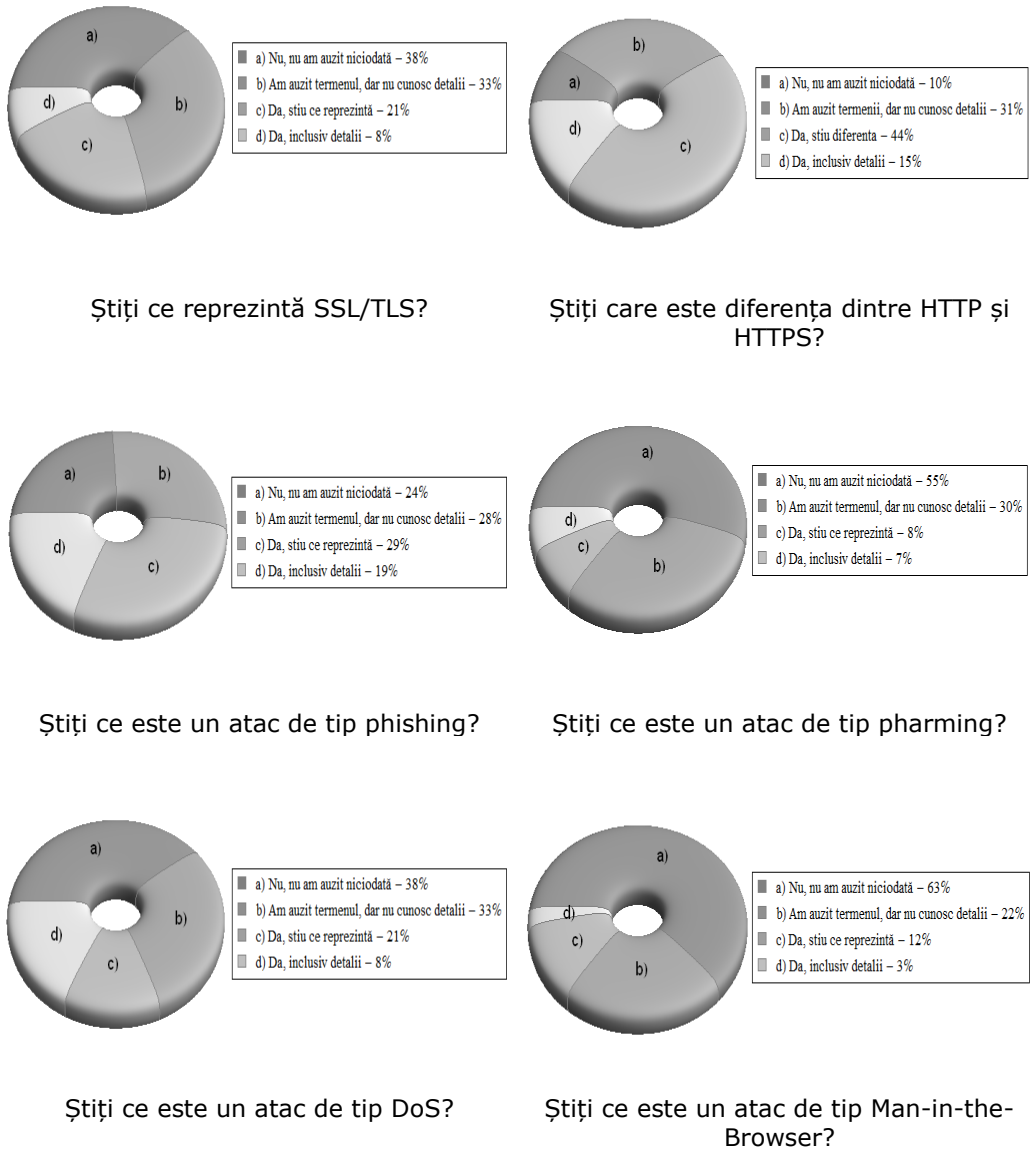 a)
b)
c)
d)
a) Nu, nu am auzit niciodată – 38%
b) Am auzit termenul, dar nu cunosc detalii – 33%
c) Da, stiu ce reprezintă – 21%
d) Da, inclusiv detalii – 8%
Știți ce reprezintă SSL/TLS?
b)
a)
d)
c)
a) Nu, nu am auzit niciodată – 10%
b) Am auzit termenii, dar nu cunosc detalii – 31%
c) Da, stiu diferenta – 44%
d) Da, inclusiv detalii – 15%
Știți care este diferența dintre HTTP și
HTTPS?
a)
b)
d)
c)
a) Nu, nu am auzit niciodată – 24%
b) Am auzit termenul, dar nu cunosc detalii – 28%
c) Da, stiu ce reprezintă – 29%
d) Da, inclusiv detalii – 19%
Știți ce este un atac de tip phishing?
a)
d)
c)
b)
a) Nu, nu am auzit niciodată – 55%
b) Am auzit termenul, dar nu cunosc detalii – 30%
c) Da, stiu ce reprezintă – 8%
d) Da, inclusiv detalii – 7%
Știți ce este un atac de tip pharming?
a)
b)
d)
c)
a) Nu, nu am auzit niciodată – 38%
b) Am auzit termenul, dar nu cunosc detalii – 33%
c) Da, stiu ce reprezintă – 21%
d) Da, inclusiv detalii – 8%
Știți ce este un atac de tip DoS?
a)
d)
c)
b)
a) Nu, nu am auzit niciodată – 63%
b) Am auzit termenul, dar nu cunosc detalii – 22%
c) Da, stiu ce reprezintă – 12%
d) Da, inclusiv detalii – 3%
Știți ce este un atac de tip Man-in-the-
Browser?